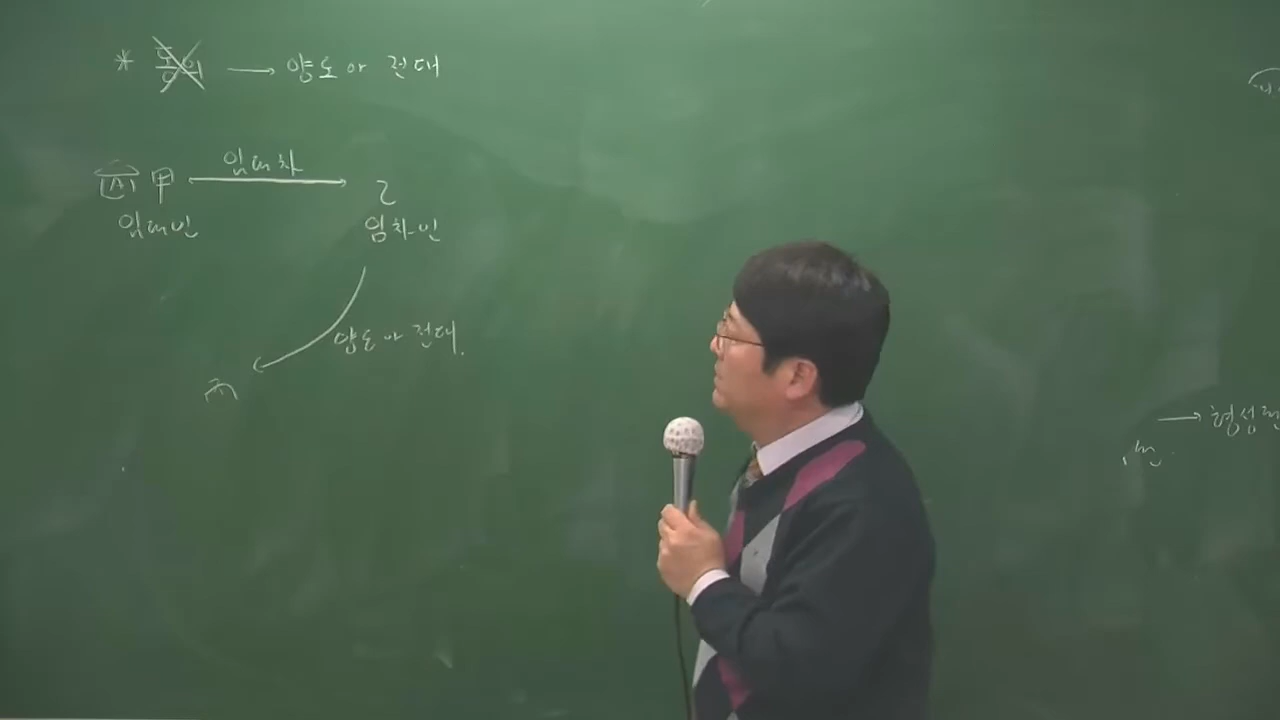 * 동의 → 양도 or 전대
[A] 甲 임대차 乙
임대인 임차인
양도 or 전대.
丙
→ 형성권